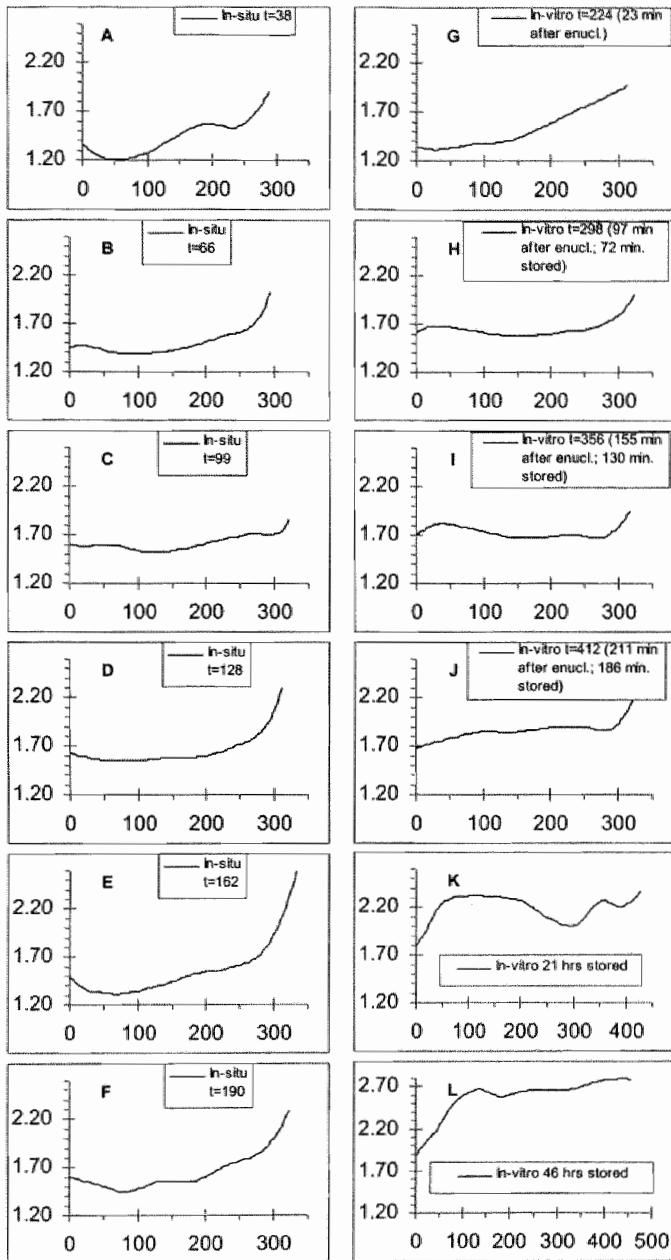 A
In-situ t=38
2.20
1.70
1.20
0 100 200 300
B
In-situ
t=66
2.20
1.70
1.20
0 100 200 300
C
In-situ
t=99
2.20
1.70
1.20
0 100 200 300
D
In-situ
t=128
2.20
1.70
1.20
0 100 200 300
E
In-situ
t=162
2.20
1.70
1.20
0 100 200 300
F
In-situ
t=190
2.20
1.70
1.20
0 100 200 300
G
In-vitro t=224 (23 min
after enucl.)
2.20
1.70
1.20
0 100 200 300
H
In-vitro t=298 (97 min
after enucl.; 72 min.
stored)
2.20
1.70
1.20
0 100 200 300
I
In-vitro t=356 (155 min
after enucl.; 130 min.
stored)
2.20
1.70
1.20
0 100 200 300
J
In-vitro t=412 (211 min
after enucl.; 186 min.
stored)
2.20
1.70
1.20
0 100 200 300
K
2.20
1.70
In-vitro 21 hrs stored
1.20
0 100 200 300 400
L
2.70
2.20
1.70
In-vitro 46 hrs stored
1.20
0 100 200 300 400 500